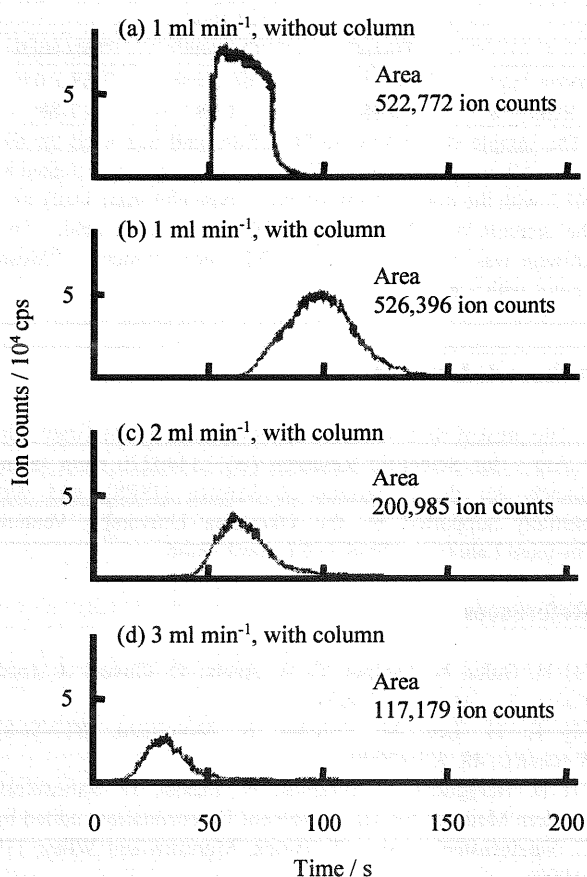 (a) 1 ml min⁻¹, without column
Area
522,772 ion counts
5
(b) 1 ml min⁻¹, with column
Area
526,396 ion counts
5
(c) 2 ml min⁻¹, with column
Area
200,985 ion counts
5
(d) 3 ml min⁻¹, with column
Area
117,179 ion counts
5
Ion counts / 10⁴ cps
0 50 100 150 200
Time / s